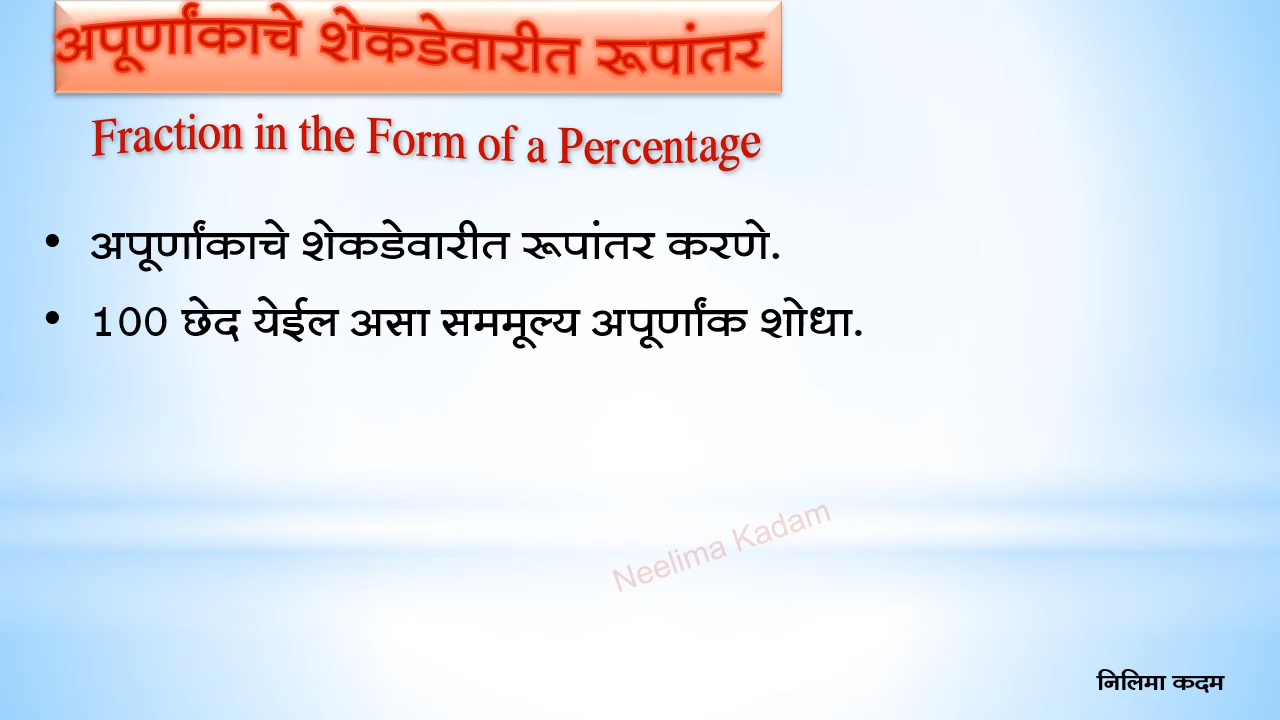 अपूर्णांकाचे शेकडेवारीत रूपांतर
Fraction in the Form of a Percentage
• अपूर्णांकाचे शेकडेवारीत रूपांतर करणे.
• 100 छेद येईल असा सममूल्य अपूर्णांक शोधा.
Neelima Kadam
निलिमा कदम